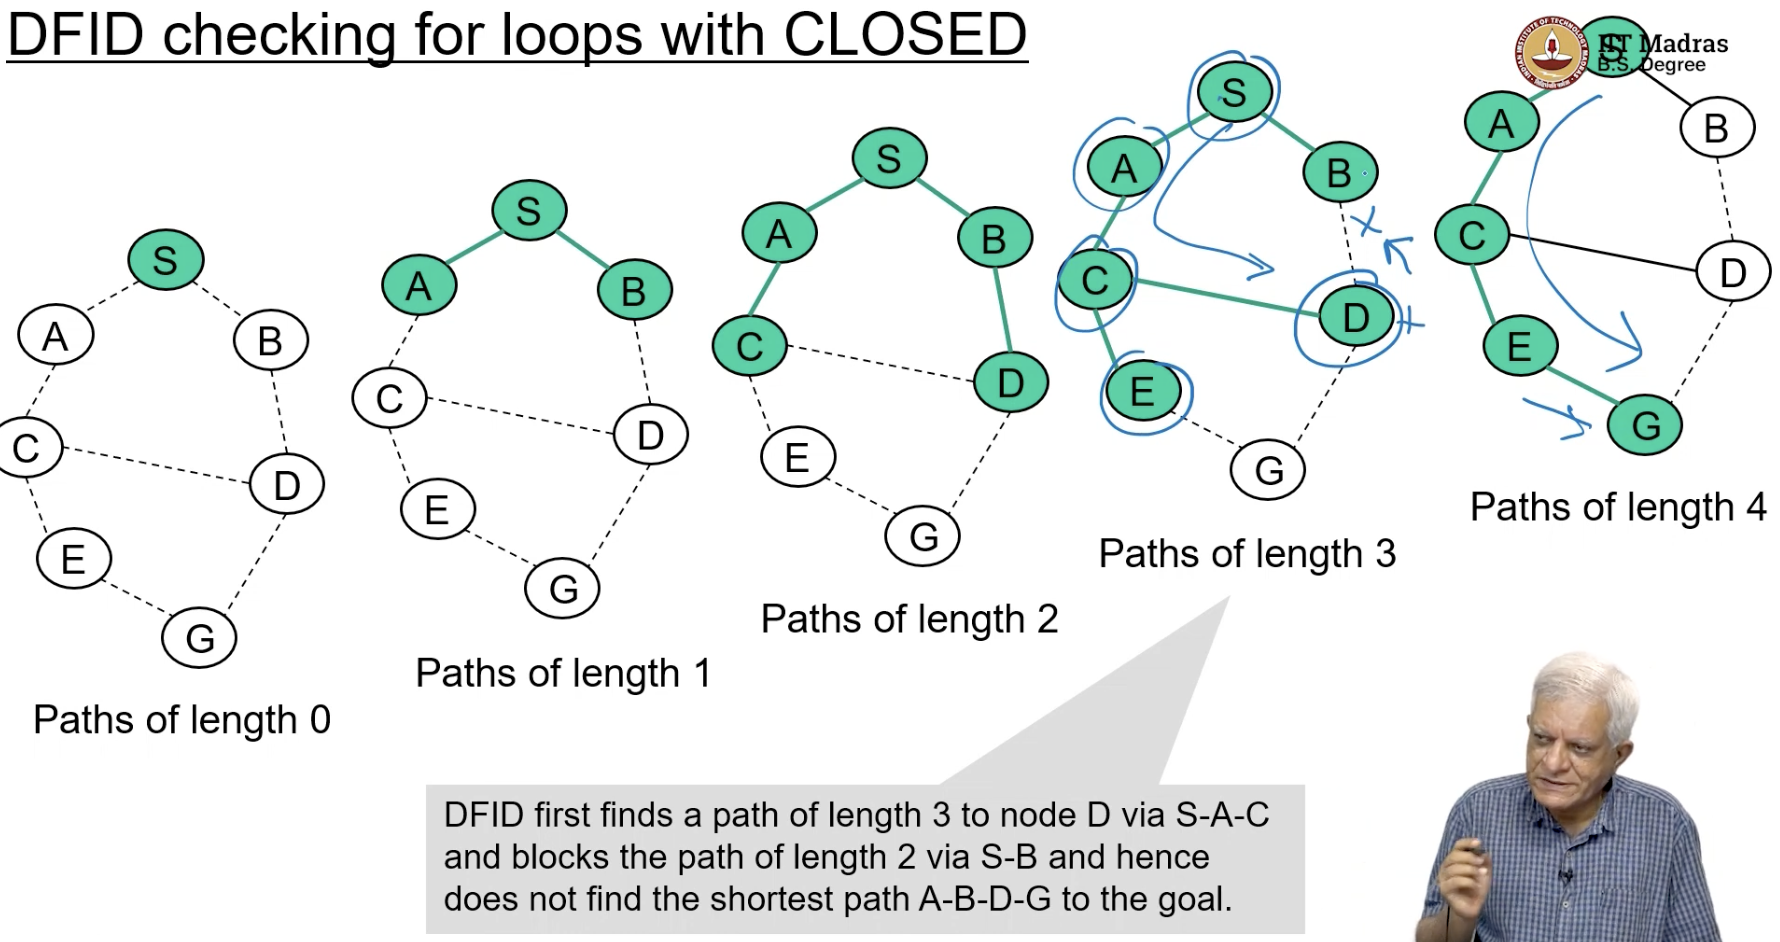 DFID checking for loops with CLOSED
IIT Madras
B.S. Degree
S
A
B
C
D
E
G
Paths of length 0
S
A
B
C
D
E
G
Paths of length 1
S
A
B
C
D
E
G
Paths of length 2
S
A
B
C
D
E
G
Paths of length 3
S
A
B
C
D
E
G
Paths of length 4
DFID first finds a path of length 3 to node D via S-A-C
and blocks the path of length 2 via S-B and hence
does not find the shortest path A-B-D-G to the goal.